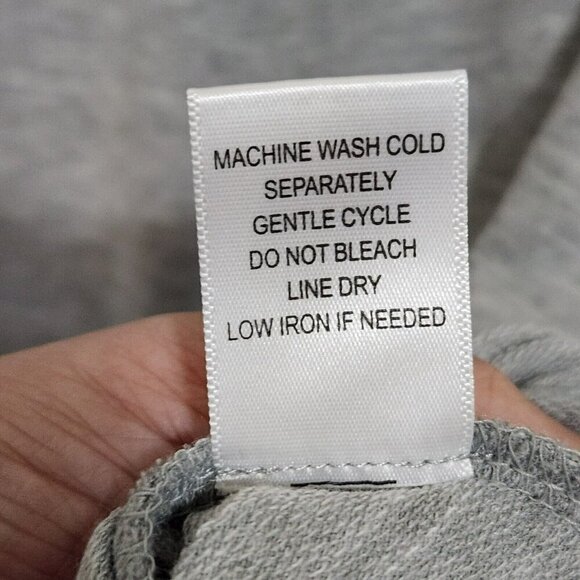 MACHINE WASH COLD
SEPARATELY
GENTLE CYCLE
DO NOT BLEACH
LINE DRY
LOW IRON IF NEEDED